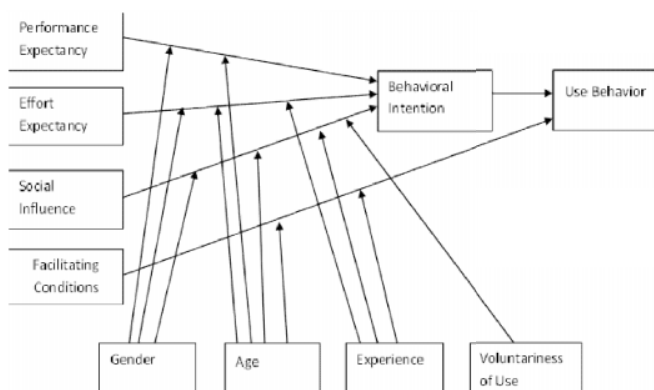 Performance
Expectancy
Effort
Expectancy
Behavioral
Intention
Use Behavior
Social
Influence
Facilitating
Conditions
Gender
Age
Experience
Voluntariness
of Use